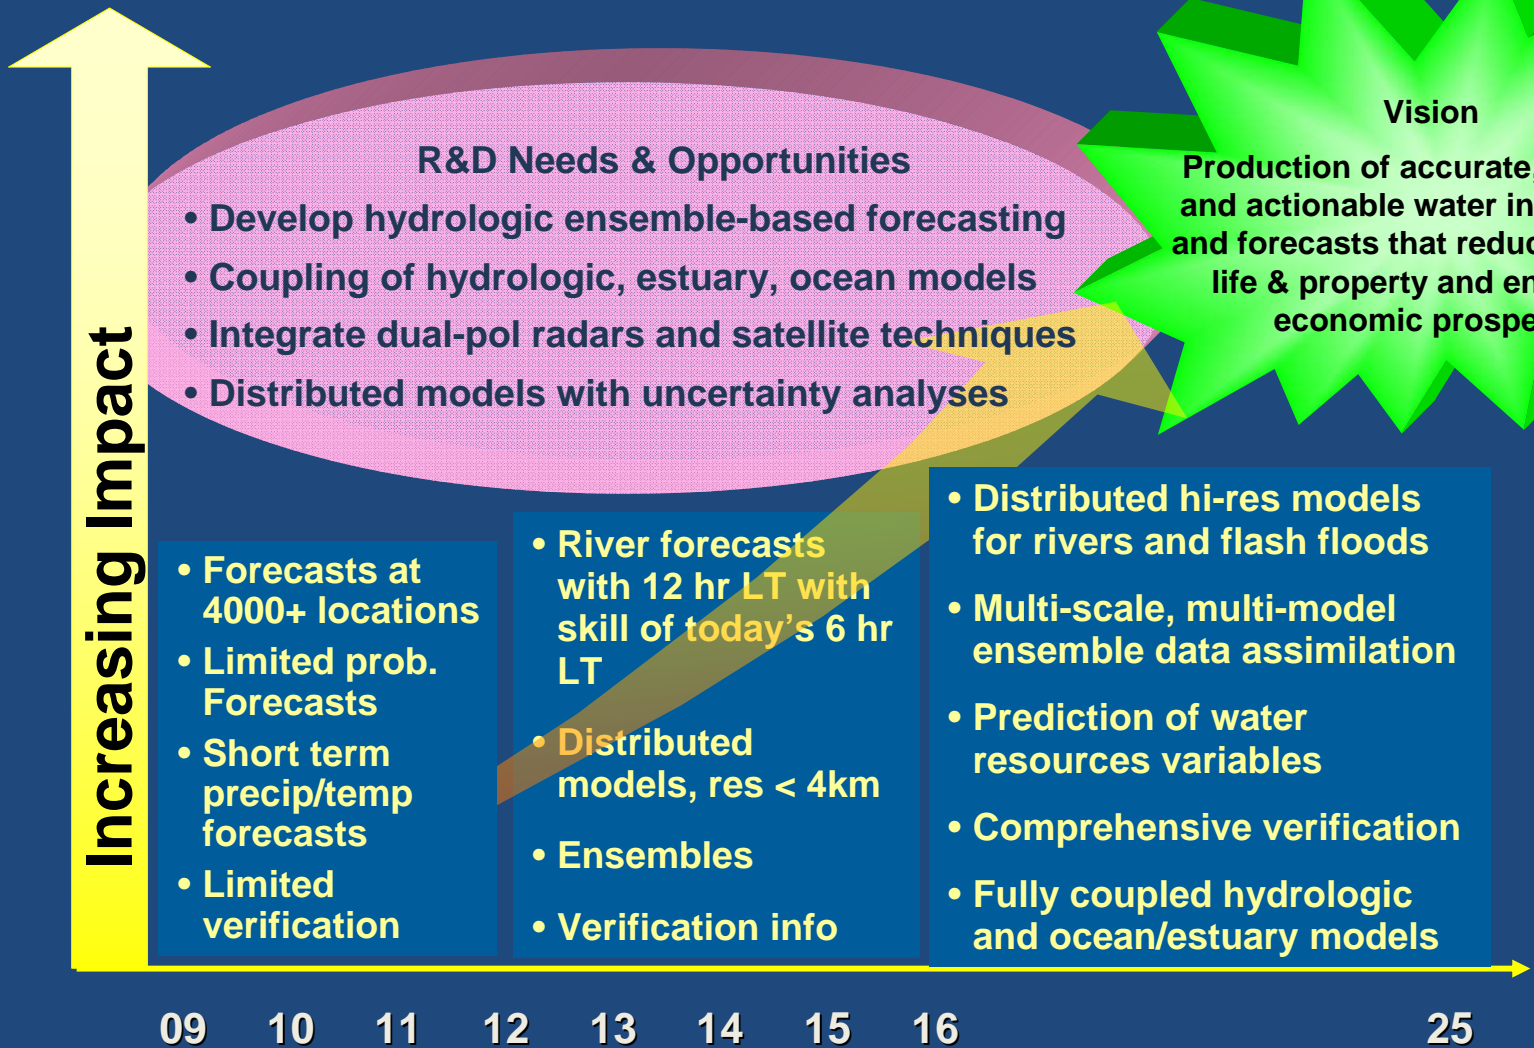 Increasing Impact
R&D Needs & Opportunities
• Develop hydrologic ensemble-based forecasting
• Coupling of hydrologic, estuary, ocean models
• Integrate dual-pol radars and satellite techniques
• Distributed models with uncertainty analyses
Vision
Production of accurate,
and actionable water in
and forecasts that reduc
life & property and en
economic prospe
• Forecasts at
4000+ locations
• Limited prob.
Forecasts
• Short term
precip/temp
forecasts
• Limited
verification
• River forecasts
with 12 hr LT with
skill of today's 6 hr
LT
• Distributed
models, res < 4km
• Ensembles
• Verification info
• Distributed hi-res models
for rivers and flash floods
• Multi-scale, multi-model
ensemble data assimilation
• Prediction of water
resources variables
• Comprehensive verification
• Fully coupled hydrologic
and ocean/estuary models
09 10 11 12 13 14 15 16 25